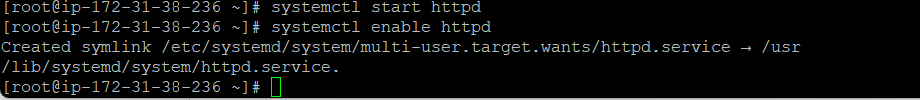 [root@ip-172-31-38-236 ~]# systemctl start httpd
[root@ip-172-31-38-236 ~]# systemctl enable httpd
Created symlink /etc/systemd/system/multi-user.target.wants/httpd.service → /usr
/lib/systemd/system/httpd.service.
[root@ip-172-31-38-236 ~]#